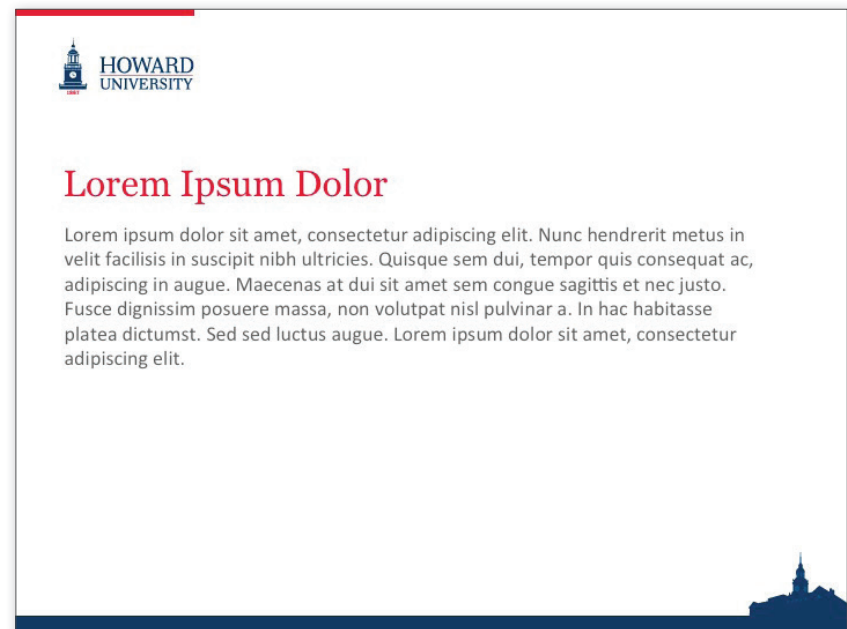 HOWARD
UNIVERSITY
1867
Lorem Ipsum Dolor
Lorem ipsum dolor sit amet, consectetur adipiscing elit. Nunc hendrerit metus in
velit facilisis in suscipit nibh ultricies. Quisque sem dui, tempor quis consequat ac,
adipiscing in augue. Maecenas at dui sit amet sem congue sagittis et nec justo.
Fusce dignissim posuere massa, non volutpat nisl pulvinar a. In hac habitasse
platea dictumst. Sed sed luctus augue. Lorem ipsum dolor sit amet, consectetur
adipiscing elit.